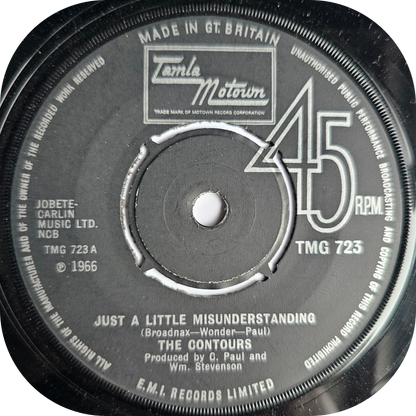 MADE IN GT. BRITAIN
UNAUTHORISED PUBLIC PERFORMANCE BROADCASTING AND COPYING OF THIS RECORD PROHIBITED
ALL RIGHTS OF THE MANUFACTURER AND OF THE OWNER OF THE RECORDED WORK RESERVED
Tamla
Motown
TRADE MARK OF MOTOWN RECORD CORPORATION
45 R.P.M.
JOBETE-
CARLIN
MUSIC LTD.
NCB
TMG 723 A
Ⓟ 1966
TMG 723
JUST A LITTLE MISUNDERSTANDING
(Broadnax—Wonder—Paul)
THE CONTOURS
Produced by C. Paul and
Wm. Stevenson
E.M.I. RECORDS LIMITED